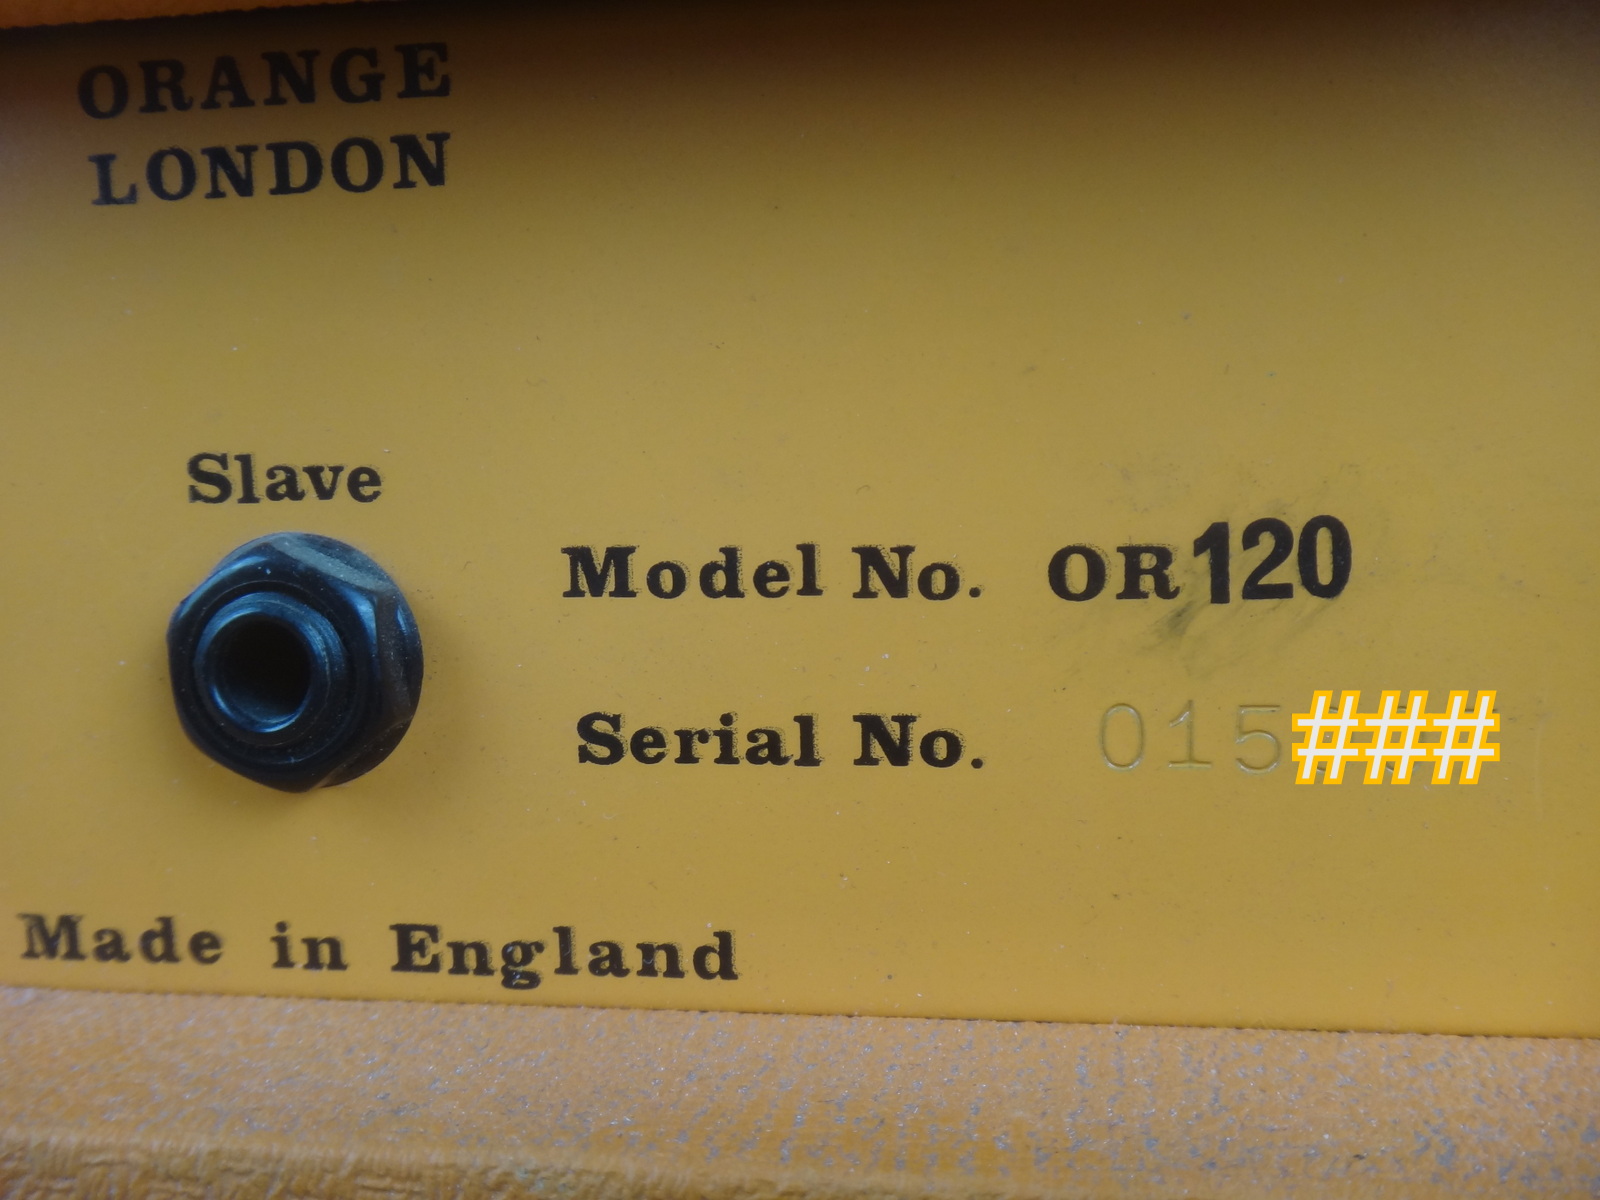 ORANGE
LONDON
Slave
Model No. OR120
Serial No. 015###
Made in England